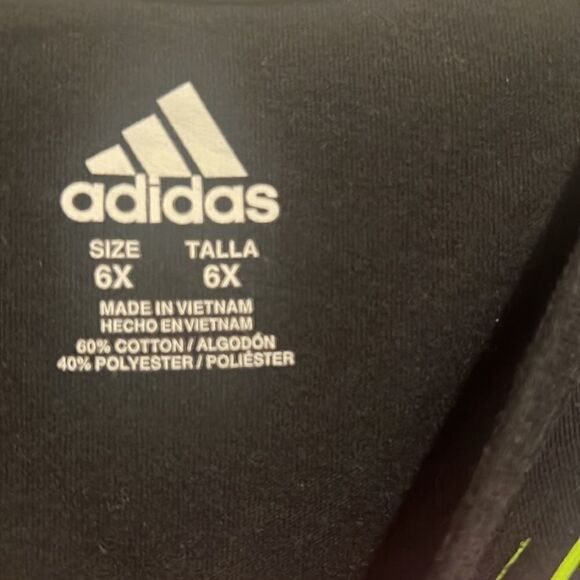 adidas
SIZE TALLA
6X 6X
MADE IN VIETNAM
HECHO EN VIETNAM
60% COTTON / ALGODÓN
40% POLYESTER / POLIÉSTER